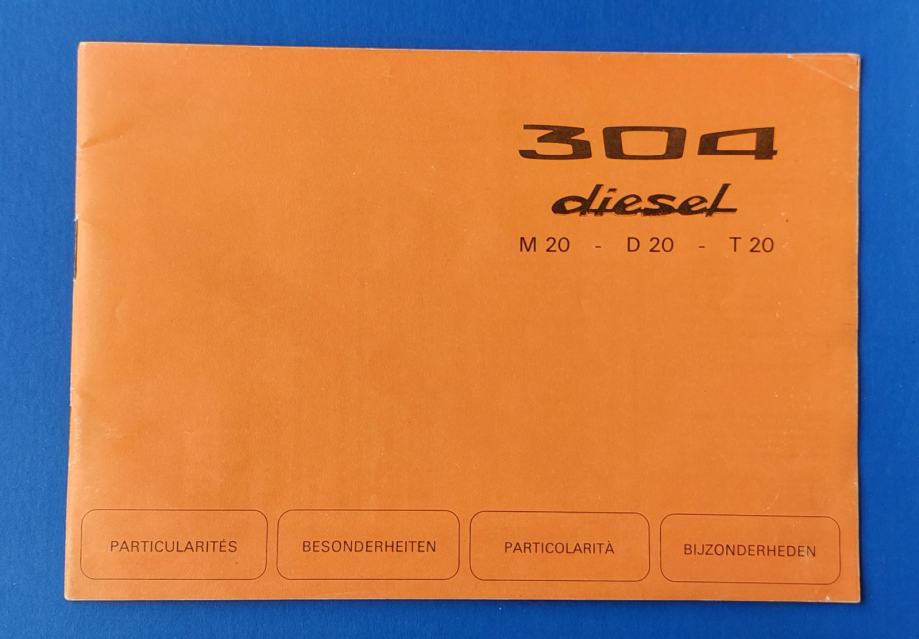 304
diesel
M 20 - D 20 - T 20
PARTICULARITÉS
BESONDERHEITEN
PARTICOLARITÀ
BIJZONDERHEDEN